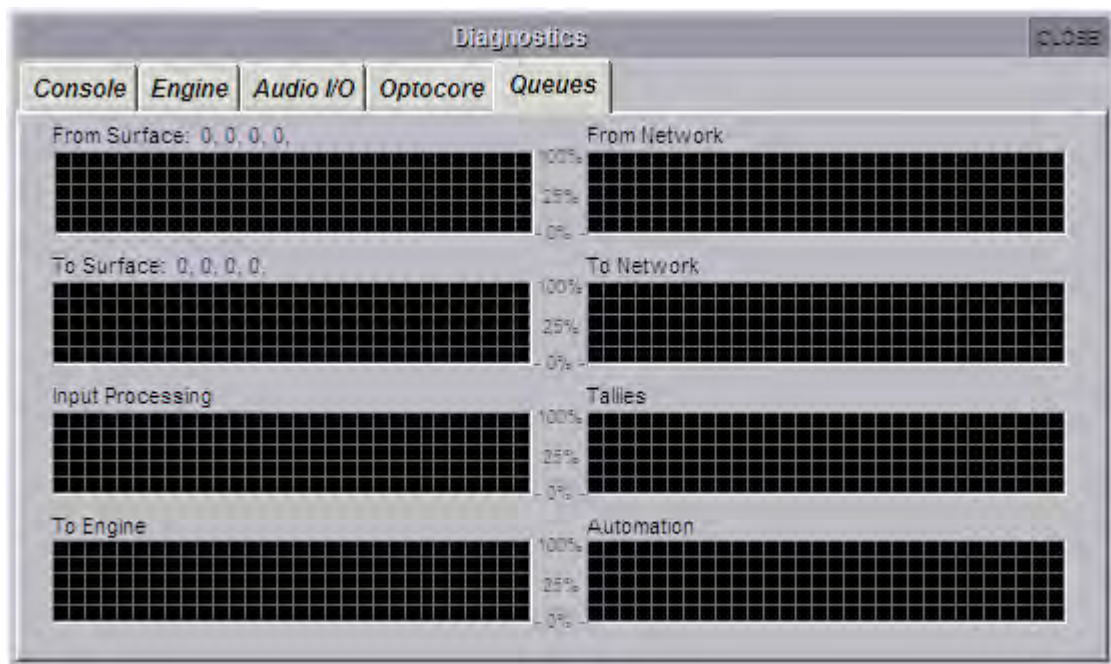 Diagnostics CLOSE
Console Engine Audio I/O Optocore Queues
From Surface: 0, 0, 0, 0,
100%
25%
0%
From Network
To Surface: 0, 0, 0, 0,
100%
25%
0%
To Network
Input Processing
100%
25%
0%
Tallies
To Engine
100%
25%
0%
Automation